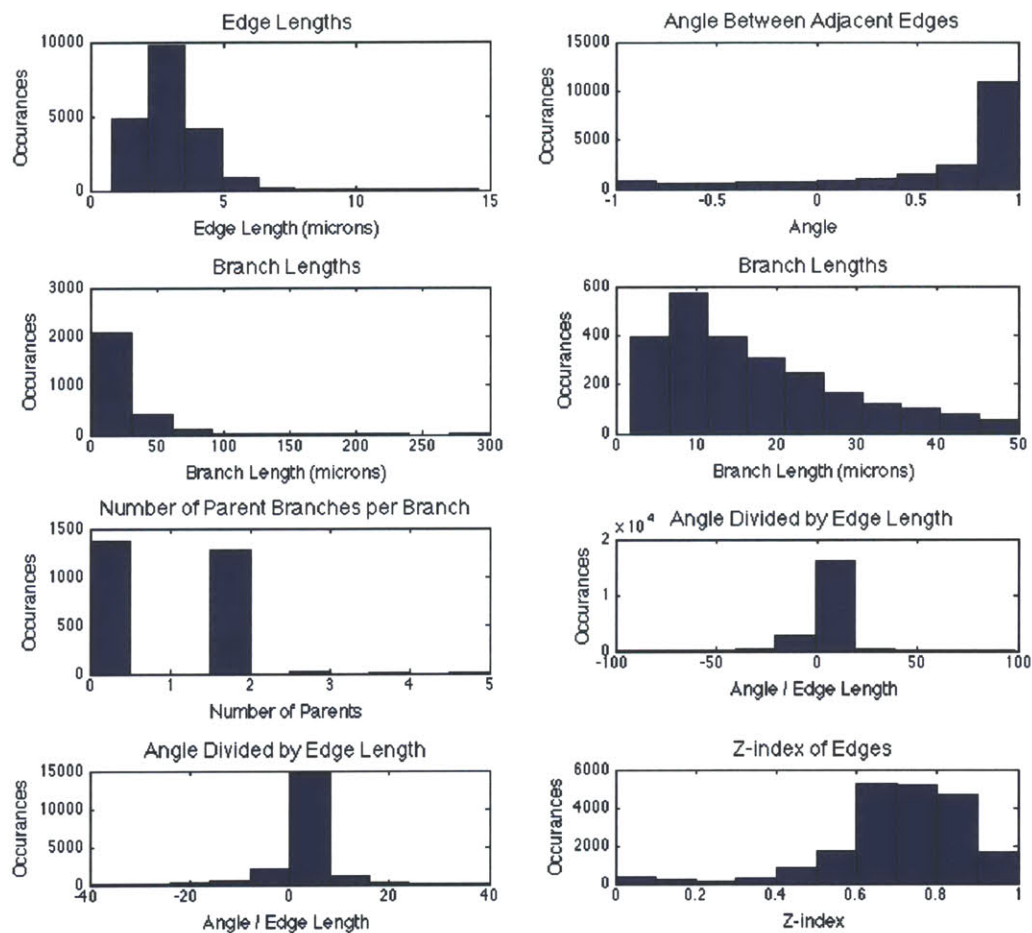 Edge Lengths
10000
5000
0
Occurances
0 5 10 15
Edge Length (microns)
Angle Between Adjacent Edges
15000
10000
5000
0
Occurances
-1 -0.5 0 0.5 1
Angle
Branch Lengths
3000
2000
1000
0
Occurances
0 50 100 150 200 250 300
Branch Length (microns)
Branch Lengths
600
400
200
0
Occurances
0 10 20 30 40 50
Branch Length (microns)
Number of Parent Branches per Branch
1500
1000
500
0
Occurances
0 1 2 3 4 5
Number of Parents
Angle Divided by Edge Length
× 10⁴
2
1
0
Occurances
-100 -50 0 50 100
Angle / Edge Length
Angle Divided by Edge Length
15000
10000
5000
0
Occurances
-40 -20 0 20 40
Angle / Edge Length
Z-index of Edges
6000
4000
2000
0
Occurances
0 0.2 0.4 0.6 0.8 1
Z-index